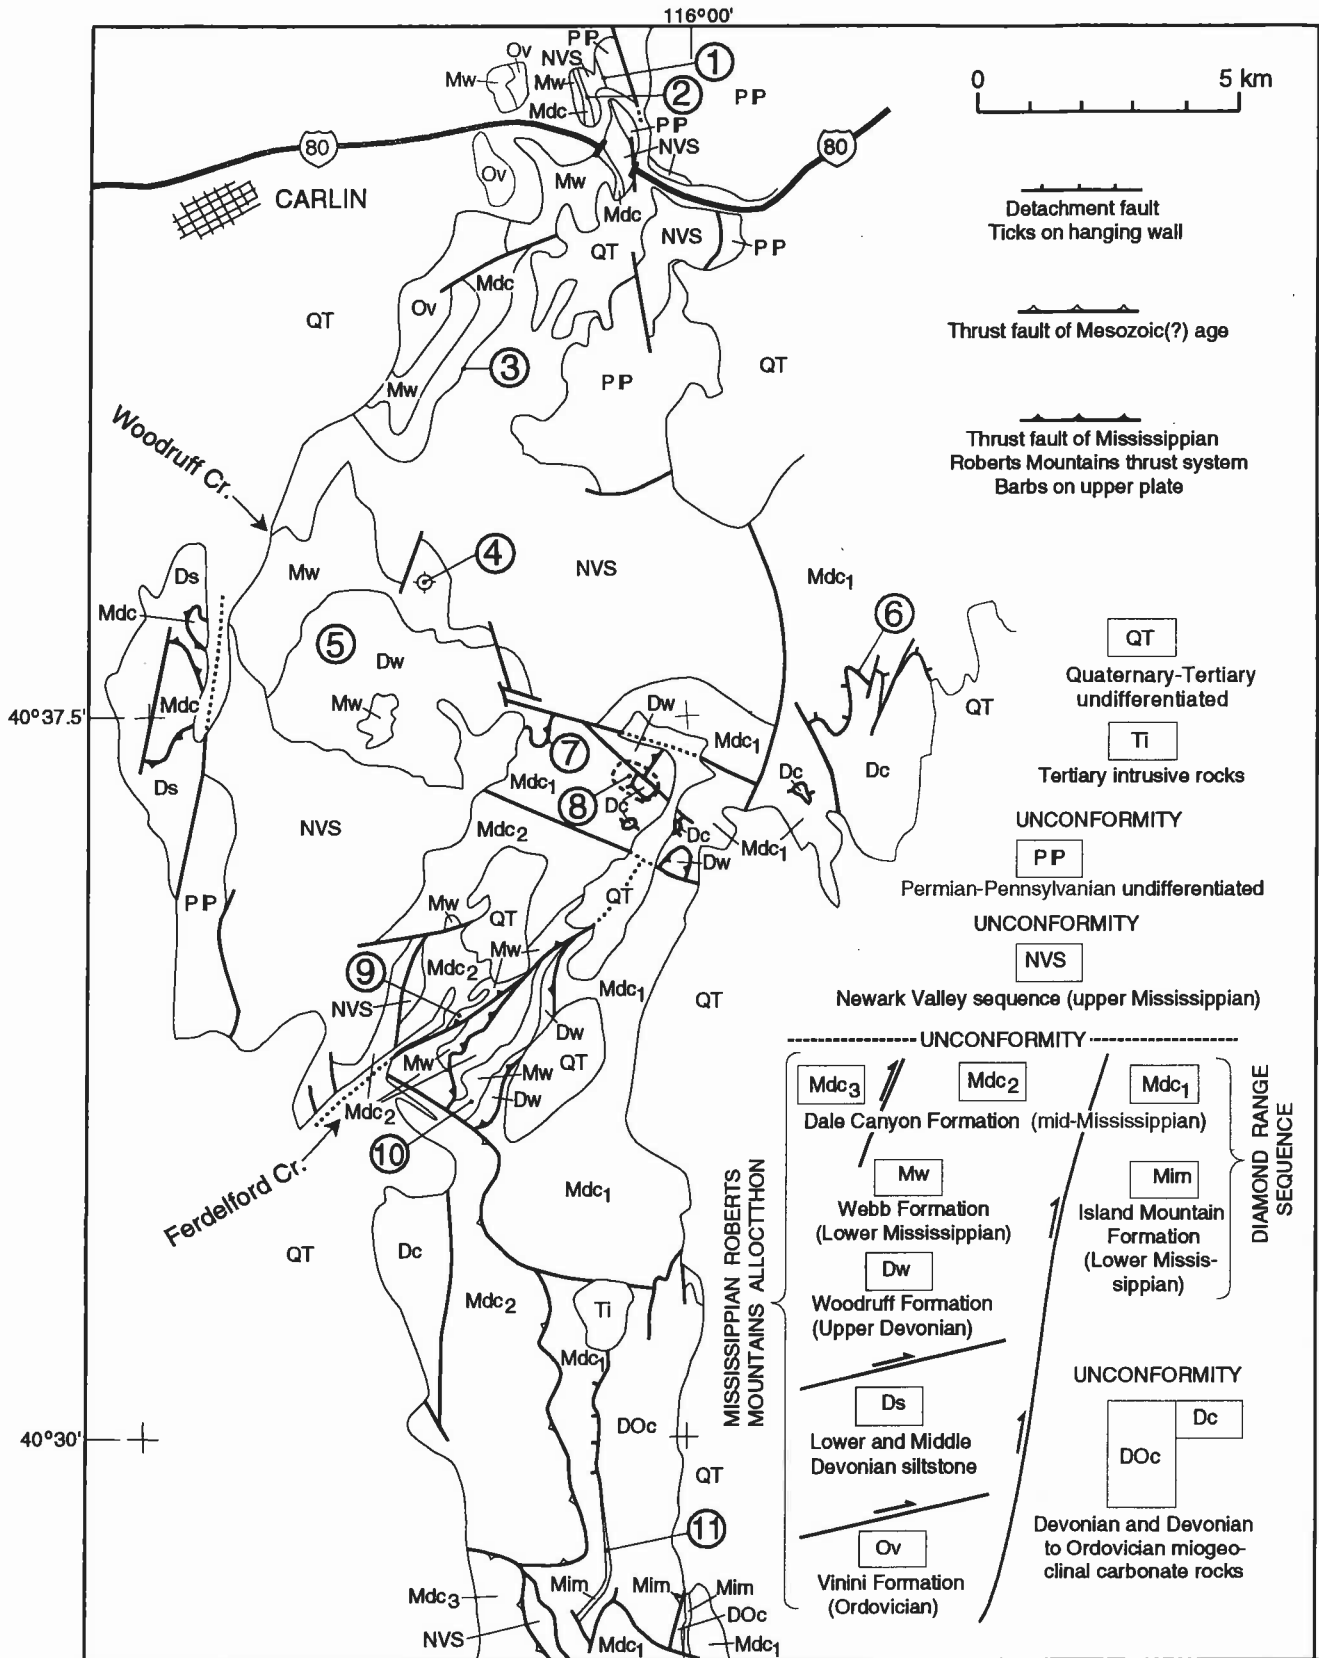 116°00'
PIP
Ov
NVS
1
Mw
Mw
2
PIP
Mdc
PIP
0
5 km
80
NVS
80
Ov
Mw
CARLIN
Mdc
NVS
PIP
QT
Mdc
Ov
QT
QT
3
PIP
Mw
Woodruff Cr.
4
NVS
Mw
Mdc1
Ds
Mdc
5
6
Dw
Mw
Dw
Mdc
40°37.5'
QT
7
Mdc1
Mdc1
Dc
Dc
Ds
8
Dc
NVS
Mdc2
Dc
Mdc1
Dw
QT
PIP
Mw
QT
Mw
9
Mdc2
Mdc1
QT
NVS
Dw
Mw
QT
Mw
Dw
Mdc2
10
Ferdelford Cr.
Mdc1
QT
Dc
Mdc2
Ti
Mdc1
DOc
40°30'
QT
11
Mim
Mim
Mim
Mdc3
DOc
NVS
Mdc1
Mdc1
Detachment fault
Ticks on hanging wall
Thrust fault of Mesozoic(?) age
Thrust fault of Mississippian
Roberts Mountains thrust system
Barbs on upper plate
QT
Quaternary-Tertiary
undifferentiated
Ti
Tertiary intrusive rocks
UNCONFORMITY
PIP
Permian-Pennsylvanian undifferentiated
UNCONFORMITY
NVS
Newark Valley sequence (upper Mississippian)
UNCONFORMITY
Mdc3
Mdc2
Mdc1
Dale Canyon Formation (mid-Mississippian)
Mw
Webb Formation
(Lower Mississippian)
Mim
Island Mountain
Formation
(Lower Missis-
sippian)
DIAMOND RANGE
SEQUENCE
Dw
Woodruff Formation
(Upper Devonian)
MISSISSIPPIAN ROBERTS
MOUNTAINS ALLOCTTHON
Ds
Lower and Middle
Devonian siltstone
Ov
Vinini Formation
(Ordovician)
UNCONFORMITY
Dc
DOc
Devonian and Devonian
to Ordovician miogeo-
clinal carbonate rocks